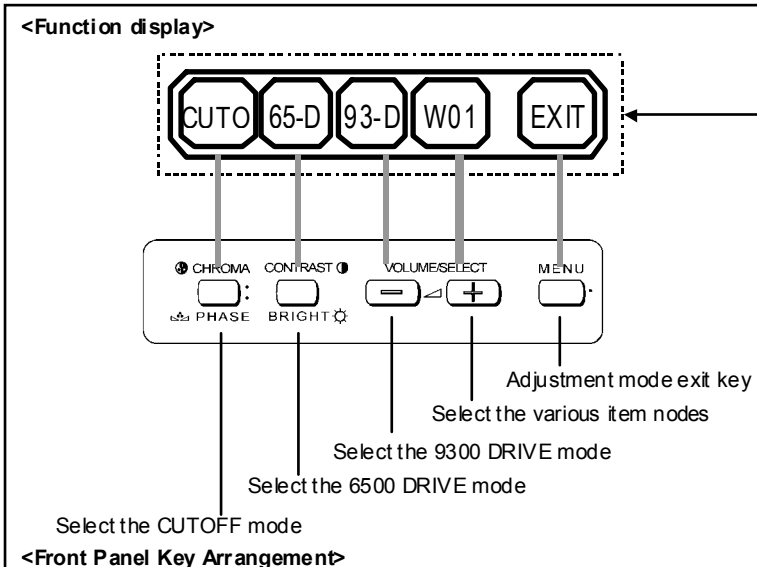 <Function display>
CUTO 65-D 93-D W01 EXIT
CHROMA CONTRAST VOLUME/SELECT MENU
PHASE BRIGHT
Adjustment mode exit key
Select the various item nodes
Select the 9300 DRIVE mode
Select the 6500 DRIVE mode
Select the CUTOFF mode
<Front Panel Key Arrangement>